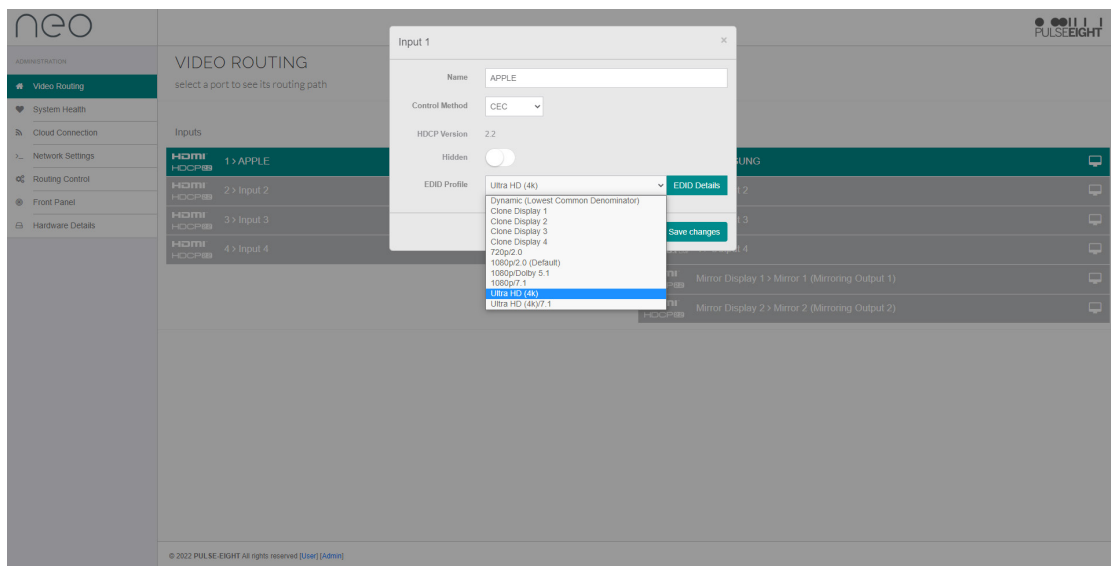 neo
PULSEEIGHT
ADMINISTRATION
Video Routing
System Health
Cloud Connection
Network Settings
Routing Control
Front Panel
Hardware Details
VIDEO ROUTING
select a port to see its routing path
Inputs
HDMI
HDCP 2.2
1 > APPLE
HDMI
2 > Input 2
HDMI
3 > Input 3
HDMI
4 > Input 4
Input 1
×
Name
APPLE
Control Method
CEC
HDCP Version
2.2
Hidden
EDID Profile
Ultra HD (4k)
EDID Details
Dynamic (Lowest Common Denominator)
Clone Display 1
Clone Display 2
Clone Display 3
Clone Display 4
720p/2.0
1080p/2.0 (Default)
1080p/Dolby 5.1
1080p/7.1
Ultra HD (4k)
Ultra HD (4k)/7.1
Save changes
Mirror Display 1 > Mirror 1 (Mirroring Output 1)
Mirror Display 2 > Mirror 2 (Mirroring Output 2)
© 2022 PULSE-EIGHT All rights reserved [User] [Admin]